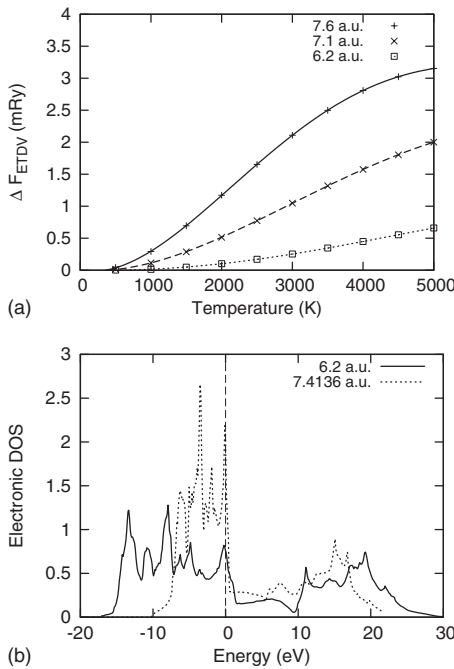 7.6 a.u.
7.1 a.u.
6.2 a.u.
4
3.5
3
2.5
2
1.5
1
0.5
0
Δ F_ETDV (mRy)
0 500 1000 1500 2000 2500 3000 3500 4000 4500 5000
Temperature (K)
(a)
6.2 a.u.
7.4136 a.u.
3
2.5
2
1.5
1
0.5
0
Electronic DOS
-20 -10 0 10 20 30
Energy (eV)
(b)